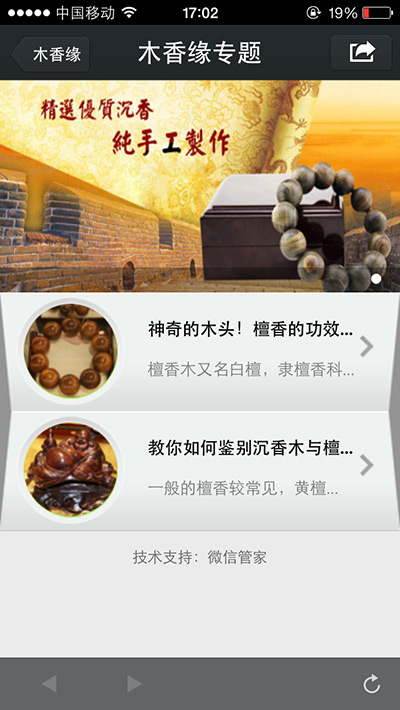 中国移动 17:02 19%
木香缘 木香缘专题
精選優質沉香
純手工製作
神奇的木头！檀香的功效...
檀香木又名白檀，隶檀香科...
教你如何鉴别沉香木与檀...
一般的檀香较常见，黄檀...
技术支持：微信管家